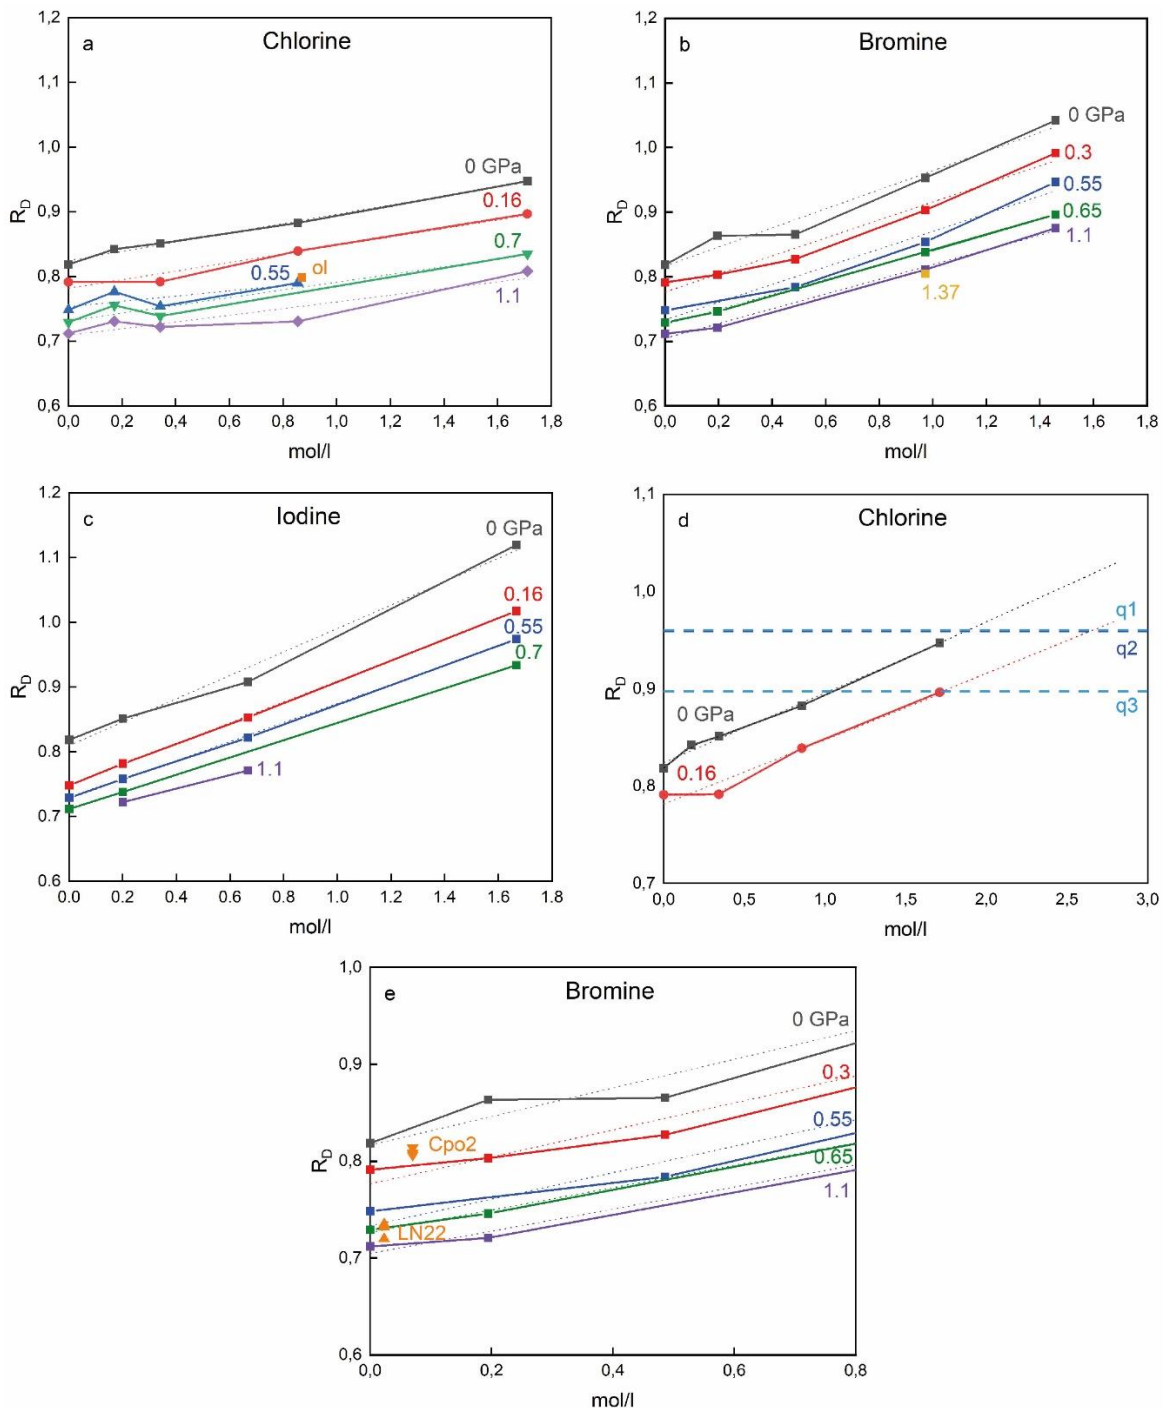 a
Chlorine
1,2
1,1
1,0
0,9
0,8
0,7
0,6
R_D
0 GPa
0.16
0.7
0.55
ol
1.1
0,0 0,2 0,4 0,6 0,8 1,0 1,2 1,4 1,6 1,8
mol/l
b
Bromine
1,2
1,1
1,0
0,9
0,8
0,7
0,6
R_D
0 GPa
0.3
0.55
0.65
1.1
1.37
0,0 0,2 0,4 0,6 0,8 1,0 1,2 1,4 1,6 1,8
mol/l
c
Iodine
1.2
1.1
1.0
0.9
0.8
0.7
0.6
R_D
0 GPa
0.16
0.55
0.7
1.1
0.0 0.2 0.4 0.6 0.8 1.0 1.2 1.4 1.6 1.8
mol/l
d
Chlorine
1,1
1,0
0,9
0,8
0,7
R_D
q1
q2
q3
0 GPa
0.16
0,0 0,5 1,0 1,5 2,0 2,5 3,0
mol/l
e
Bromine
1,0
0,9
0,8
0,7
0,6
R_D
0 GPa
0.3
0.55
0.65
1.1
Cpo2
LN22
0,0 0,2 0,4 0,6 0,8
mol/l